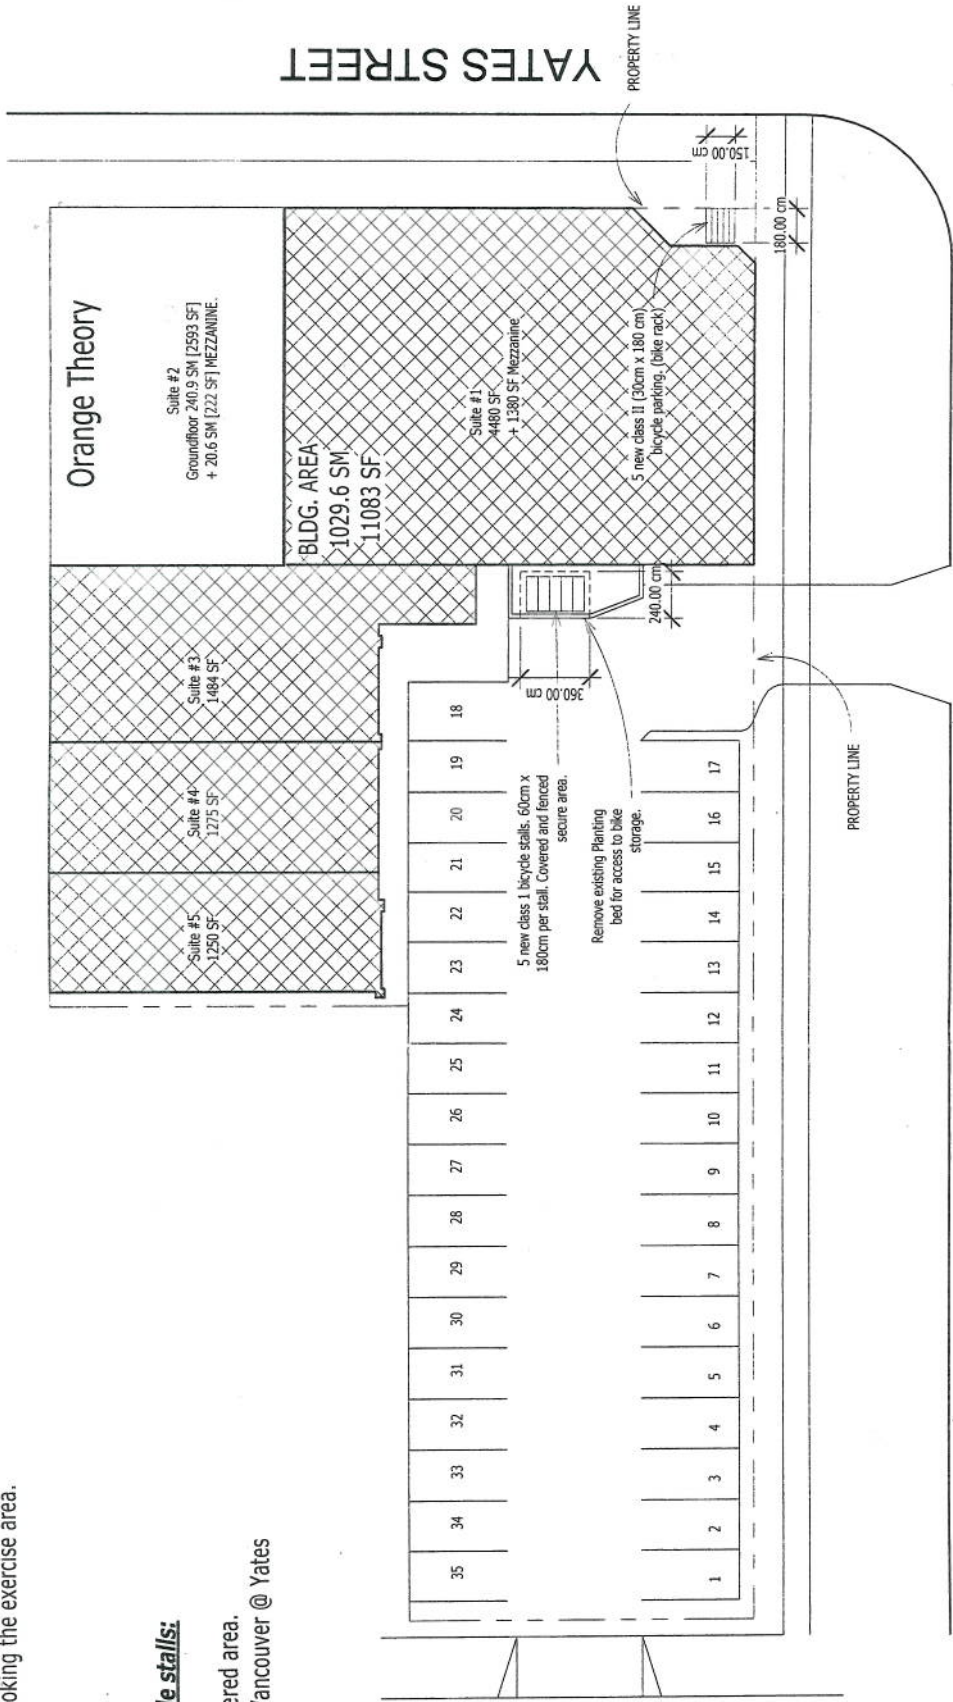 oking the exercise area.
le stalls:
ered area.
ancouver @ Yates
YATES STREET
PROPERTY LINE
150.00 cm
180.00 cm
Orange Theory
Suite #2
Groundfloor 240.9 SM [2593 SF]
+ 20.6 SM [222 SF] MEZZANINE.
BLDG. AREA
1029.6 SM
11083 SF
Suite #1
4480 SF
+ 1380 SF Mezzanine
5 new class II (30cm x 180 cm)
bicycle parking. (bike rack)
Suite #3
1484 SF
Suite #4
1275 SF
Suite #5
1250 SF
240.00 cm
360.00 cm
5 new class 1 bicycle stalls. 60cm x
180cm per stall. Covered and fenced
secure area.
Remove existing Planting
bed for access to bike
storage.
PROPERTY LINE
35
34
33
32
31
30
29
28
27
26
25
24
23
22
21
20
19
18
1
2
3
4
5
6
7
8
9
10
11
12
13
14
15
16
17